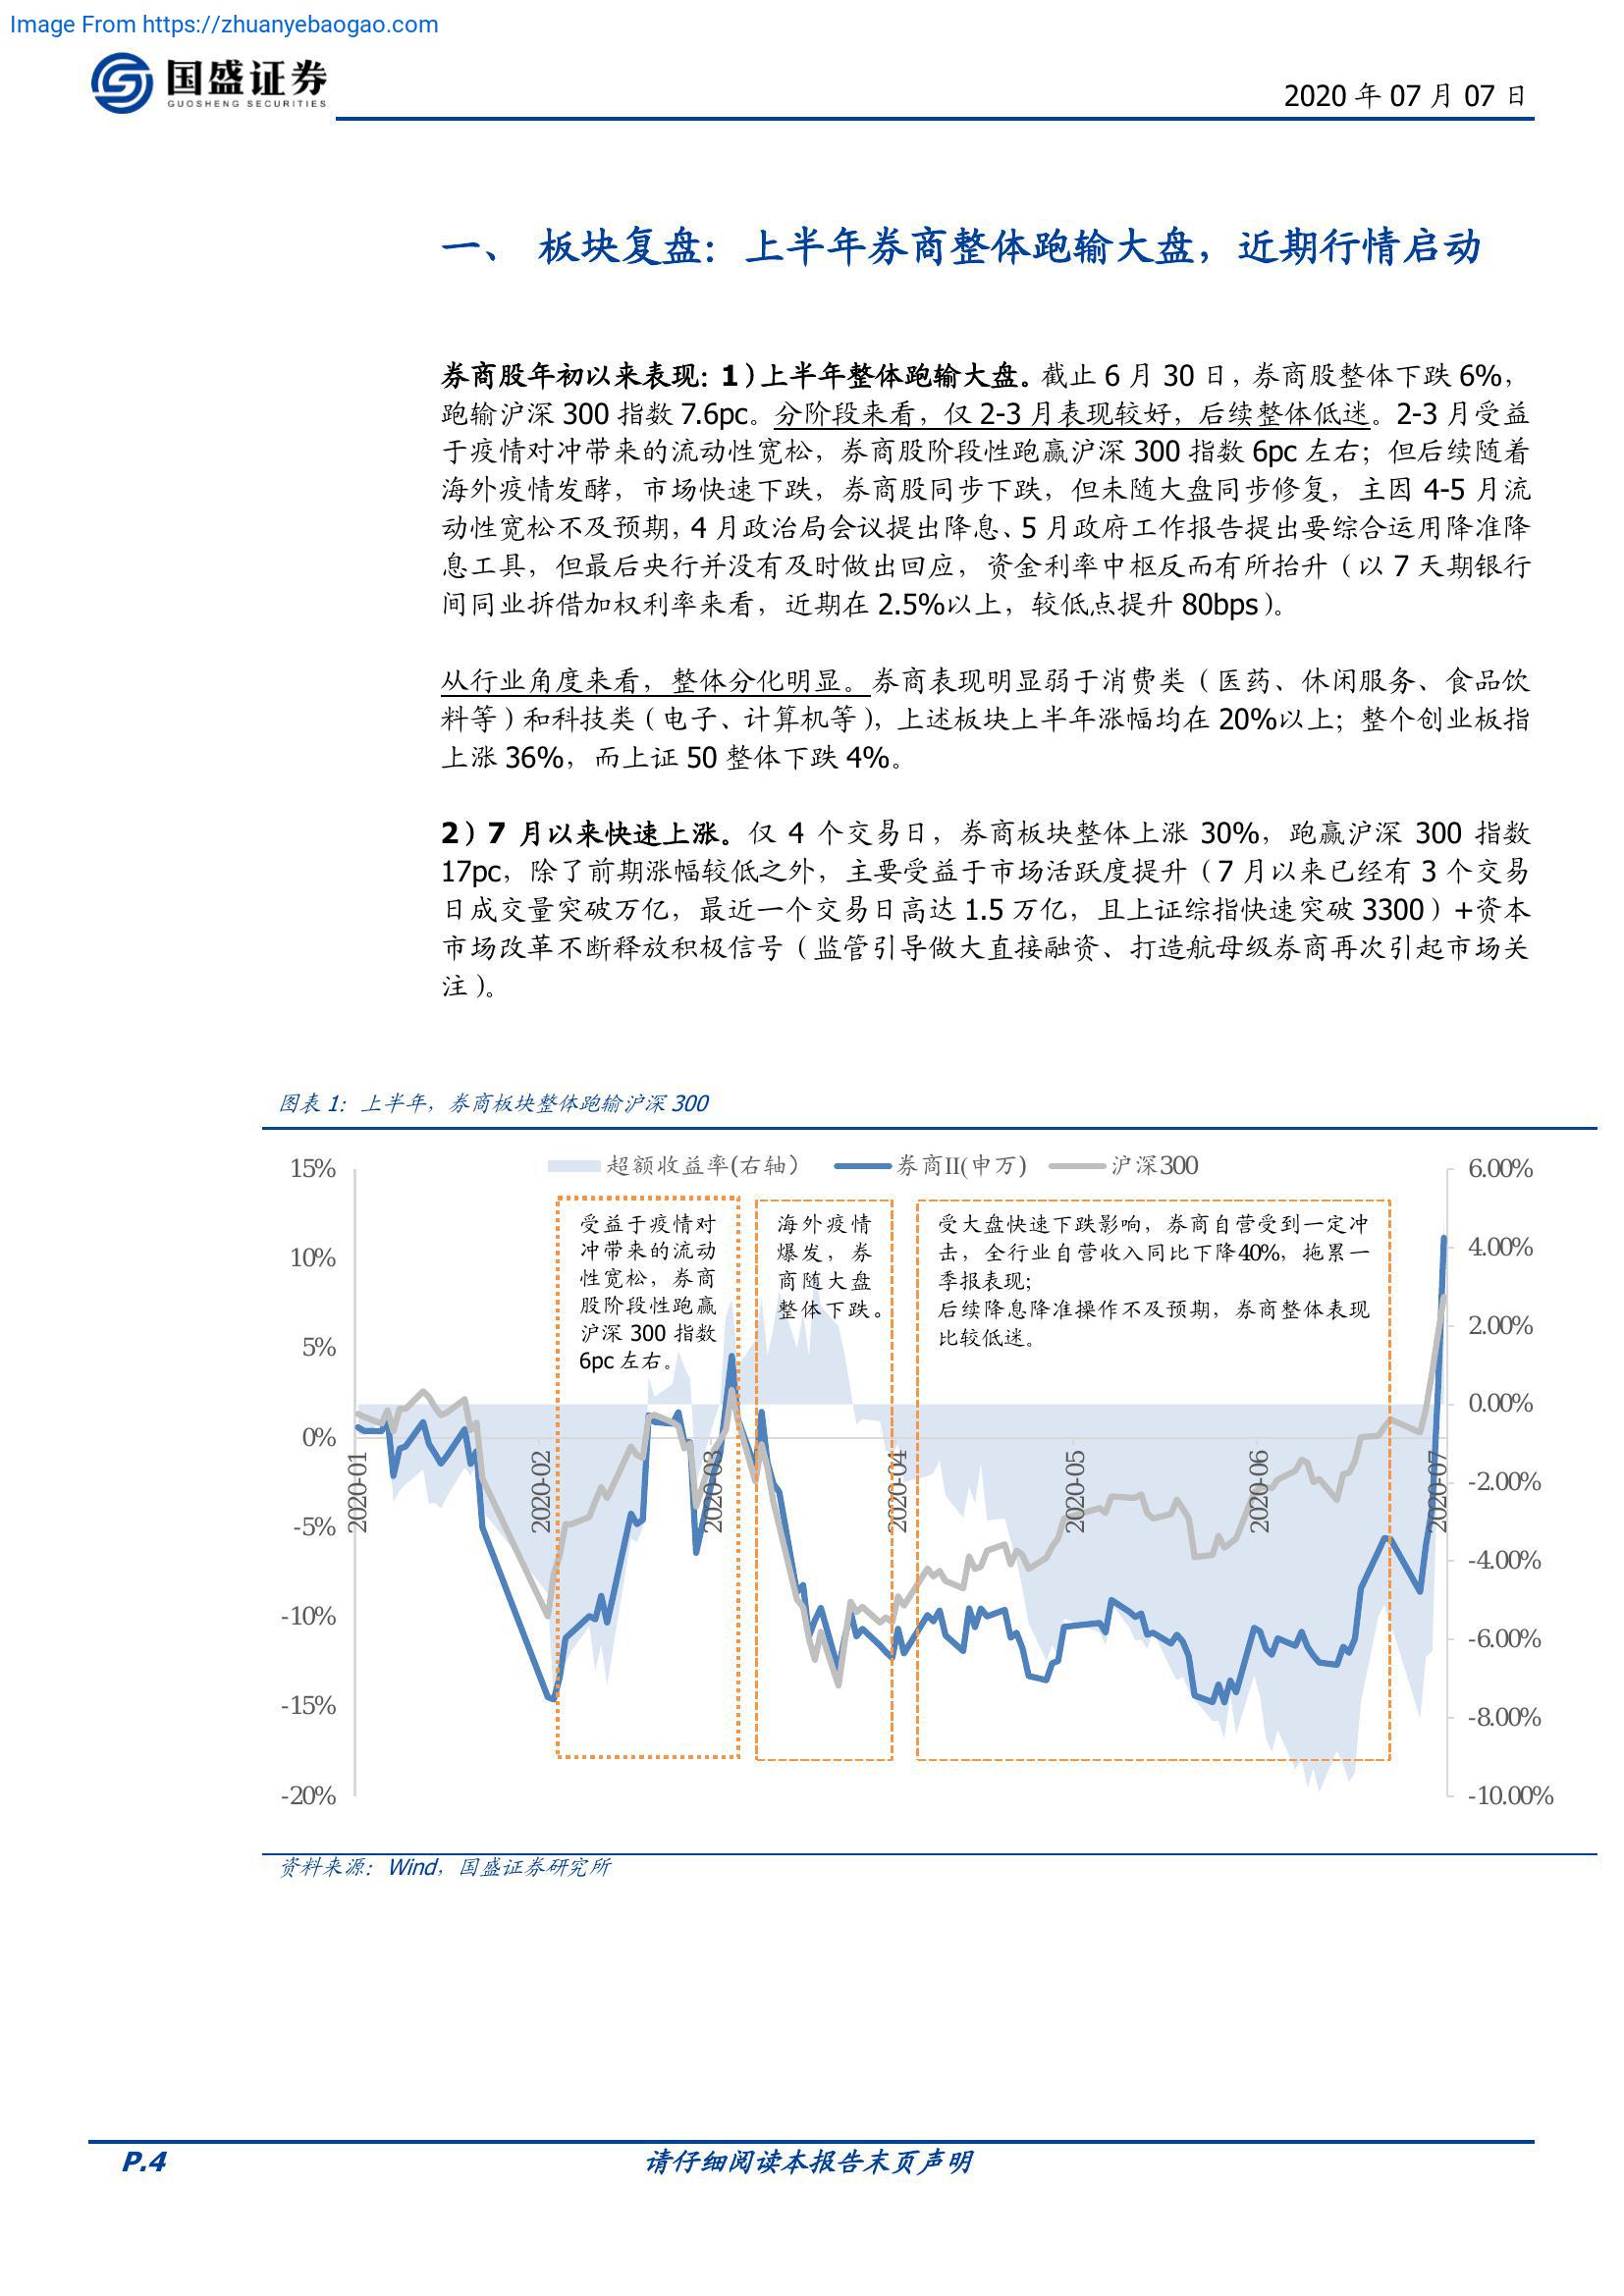 Image From https://zhuanyebaogao.com
国盛证券
GUOSHENG SECURITIES
2020 年 07 月 07 日
一、 板块复盘：上半年券商整体跑输大盘，近期行情启动
券商股年初以来表现：1）上半年整体跑输大盘。截止 6 月 30 日，券商股整体下跌 6%，
跑输沪深 300 指数 7.6pc。分阶段来看，仅 2-3 月表现较好，后续整体低迷。2-3 月受益
于疫情对冲带来的流动性宽松，券商股阶段性跑赢沪深 300 指数 6pc 左右；但后续随着
海外疫情发酵，市场快速下跌，券商股同步下跌，但未随大盘同步修复，主因 4-5 月流
动性宽松不及预期，4 月政治局会议提出降息、5 月政府工作报告提出要综合运用降准降
息工具，但最后央行并没有及时做出回应，资金利率中枢反而有所抬升（以 7 天期银行
间同业拆借加权利率来看，近期在 2.5%以上，较低点提升 80bps）。
从行业角度来看，整体分化明显。券商表现明显弱于消费类（医药、休闲服务、食品饮
料等）和科技类（电子、计算机等），上述板块上半年涨幅均在 20%以上；整个创业板指
上涨 36%，而上证 50 整体下跌 4%。
2）7 月以来快速上涨。仅 4 个交易日，券商板块整体上涨 30%，跑赢沪深 300 指数
17pc，除了前期涨幅较低之外，主要受益于市场活跃度提升（7 月以来已经有 3 个交易
日成交量突破万亿，最近一个交易日高达 1.5 万亿，且上证综指快速突破 3300）+资本
市场改革不断释放积极信号（监管引导做大直接融资、打造航母级券商再次引起市场关
注）。
图表 1：上半年，券商板块整体跑输沪深 300
超额收益率(右轴） 券商II(申万) 沪深300
15%
10%
5%
0%
-5%
-10%
-15%
-20%
受益于疫情对
冲带来的流动
性宽松，券商
股阶段性跑赢
沪深 300 指数
6pc 左右。
海外疫情
爆发，券
商随大盘
整体下跌。
受大盘快速下跌影响，券商自营受到一定冲
击，全行业自营收入同比下降40%，拖累一
季报表现；
后续降息降准操作不及预期，券商整体表现
比较低迷。
2020-01
2020-02
2020-03
2020-04
2020-05
2020-06
2020-07
6.00%
4.00%
2.00%
0.00%
-2.00%
-4.00%
-6.00%
-8.00%
-10.00%
资料来源：Wind，国盛证券研究所
P.4
请仔细阅读本报告末页声明